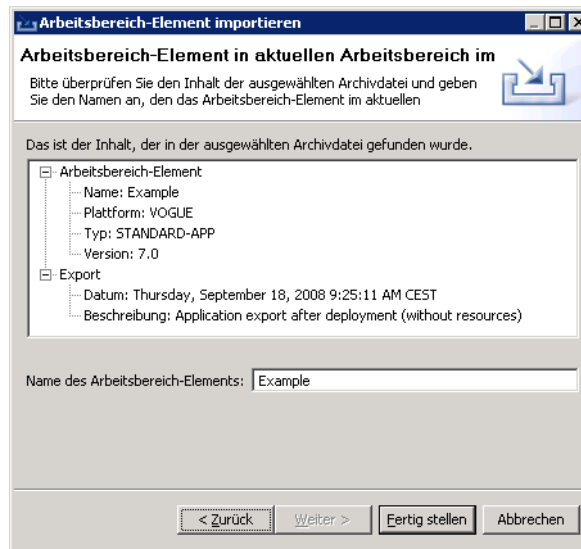 Arbeitsbereich-Element importieren
Arbeitsbereich-Element in aktuellen Arbeitsbereich im
Bitte überprüfen Sie den Inhalt der ausgewählten Archivdatei und geben
Sie den Namen an, den das Arbeitsbereich-Element im aktuellen
Das ist der Inhalt, der in der ausgewählten Archivdatei gefunden wurde.
Arbeitsbereich-Element
Name: Example
Plattform: VOGUE
Typ: STANDARD-APP
Version: 7.0
Export
Datum: Thursday, September 18, 2008 9:25:11 AM CEST
Beschreibung: Application export after deployment (without resources)
Name des Arbeitsbereich-Elements: Example
< Zurück Weiter > Fertig stellen Abbrechen